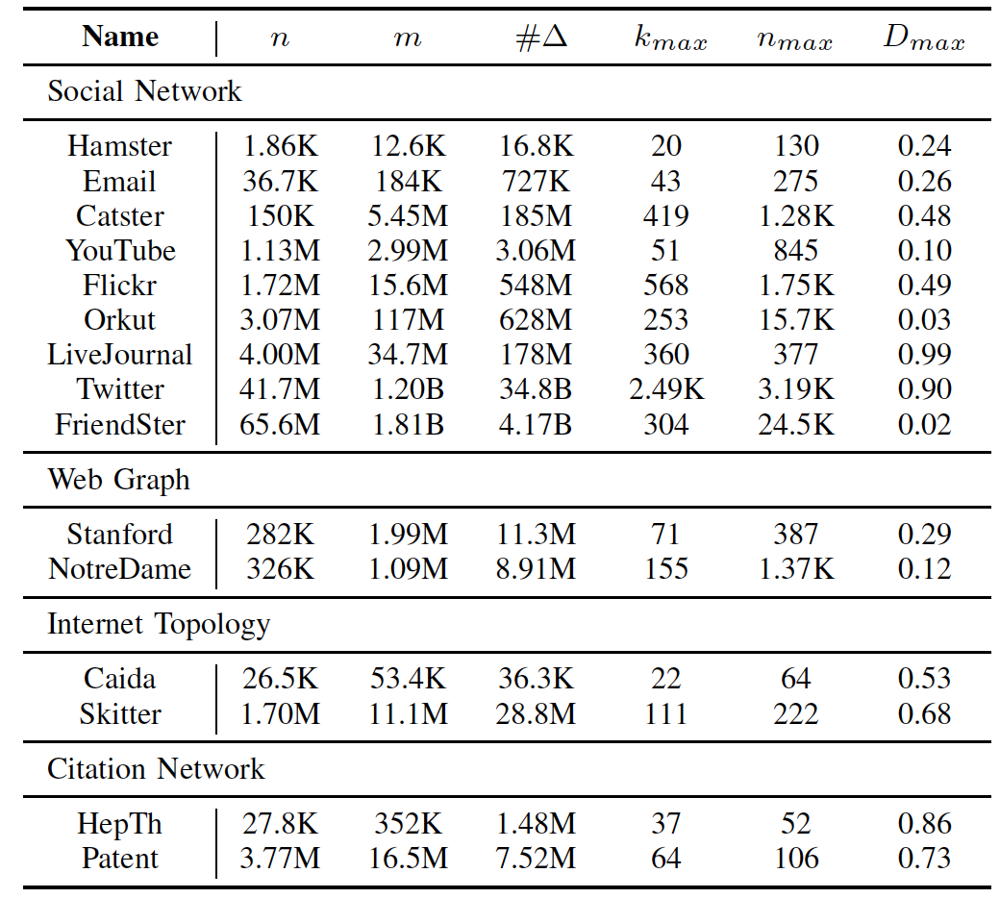 Name n m #Δ k_max n_max D_max
Social Network
Hamster 1.86K 12.6K 16.8K 20 130 0.24
Email 36.7K 184K 727K 43 275 0.26
Catster 150K 5.45M 185M 419 1.28K 0.48
YouTube 1.13M 2.99M 3.06M 51 845 0.10
Flickr 1.72M 15.6M 548M 568 1.75K 0.49
Orkut 3.07M 117M 628M 253 15.7K 0.03
LiveJournal 4.00M 34.7M 178M 360 377 0.99
Twitter 41.7M 1.20B 34.8B 2.49K 3.19K 0.90
FriendSter 65.6M 1.81B 4.17B 304 24.5K 0.02
Web Graph
Stanford 282K 1.99M 11.3M 71 387 0.29
NotreDame 326K 1.09M 8.91M 155 1.37K 0.12
Internet Topology
Caida 26.5K 53.4K 36.3K 22 64 0.53
Skitter 1.70M 11.1M 28.8M 111 222 0.68
Citation Network
HepTh 27.8K 352K 1.48M 37 52 0.86
Patent 3.77M 16.5M 7.52M 64 106 0.73